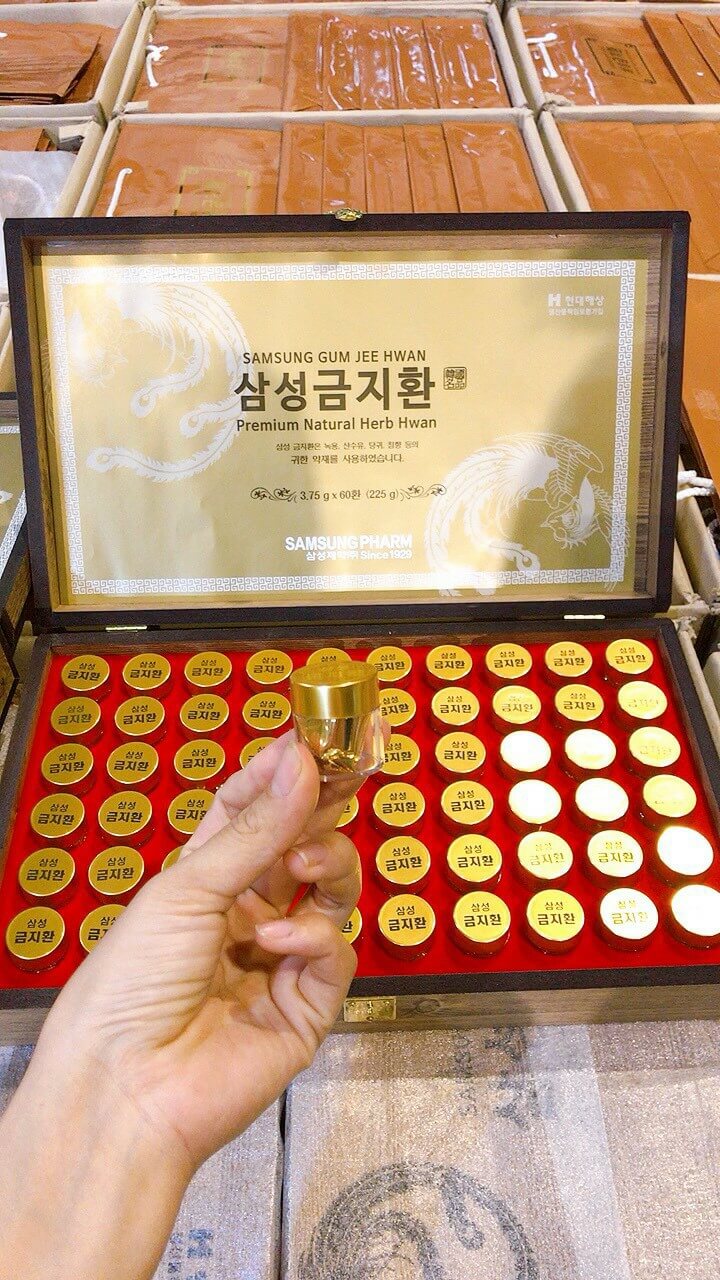 현대해상
SAMSUNG GUM JEE HWAN
삼성금지환
Premium Natural Herb Hwan
삼성 금지환은 녹용, 산수유, 당귀, 침향 등의
귀한 약재를 사용하였습니다.
3.75 g x 60환 (225 g)
SAMSUNG PHARM
삼성제약(주) Since 1929
삼성
금지환